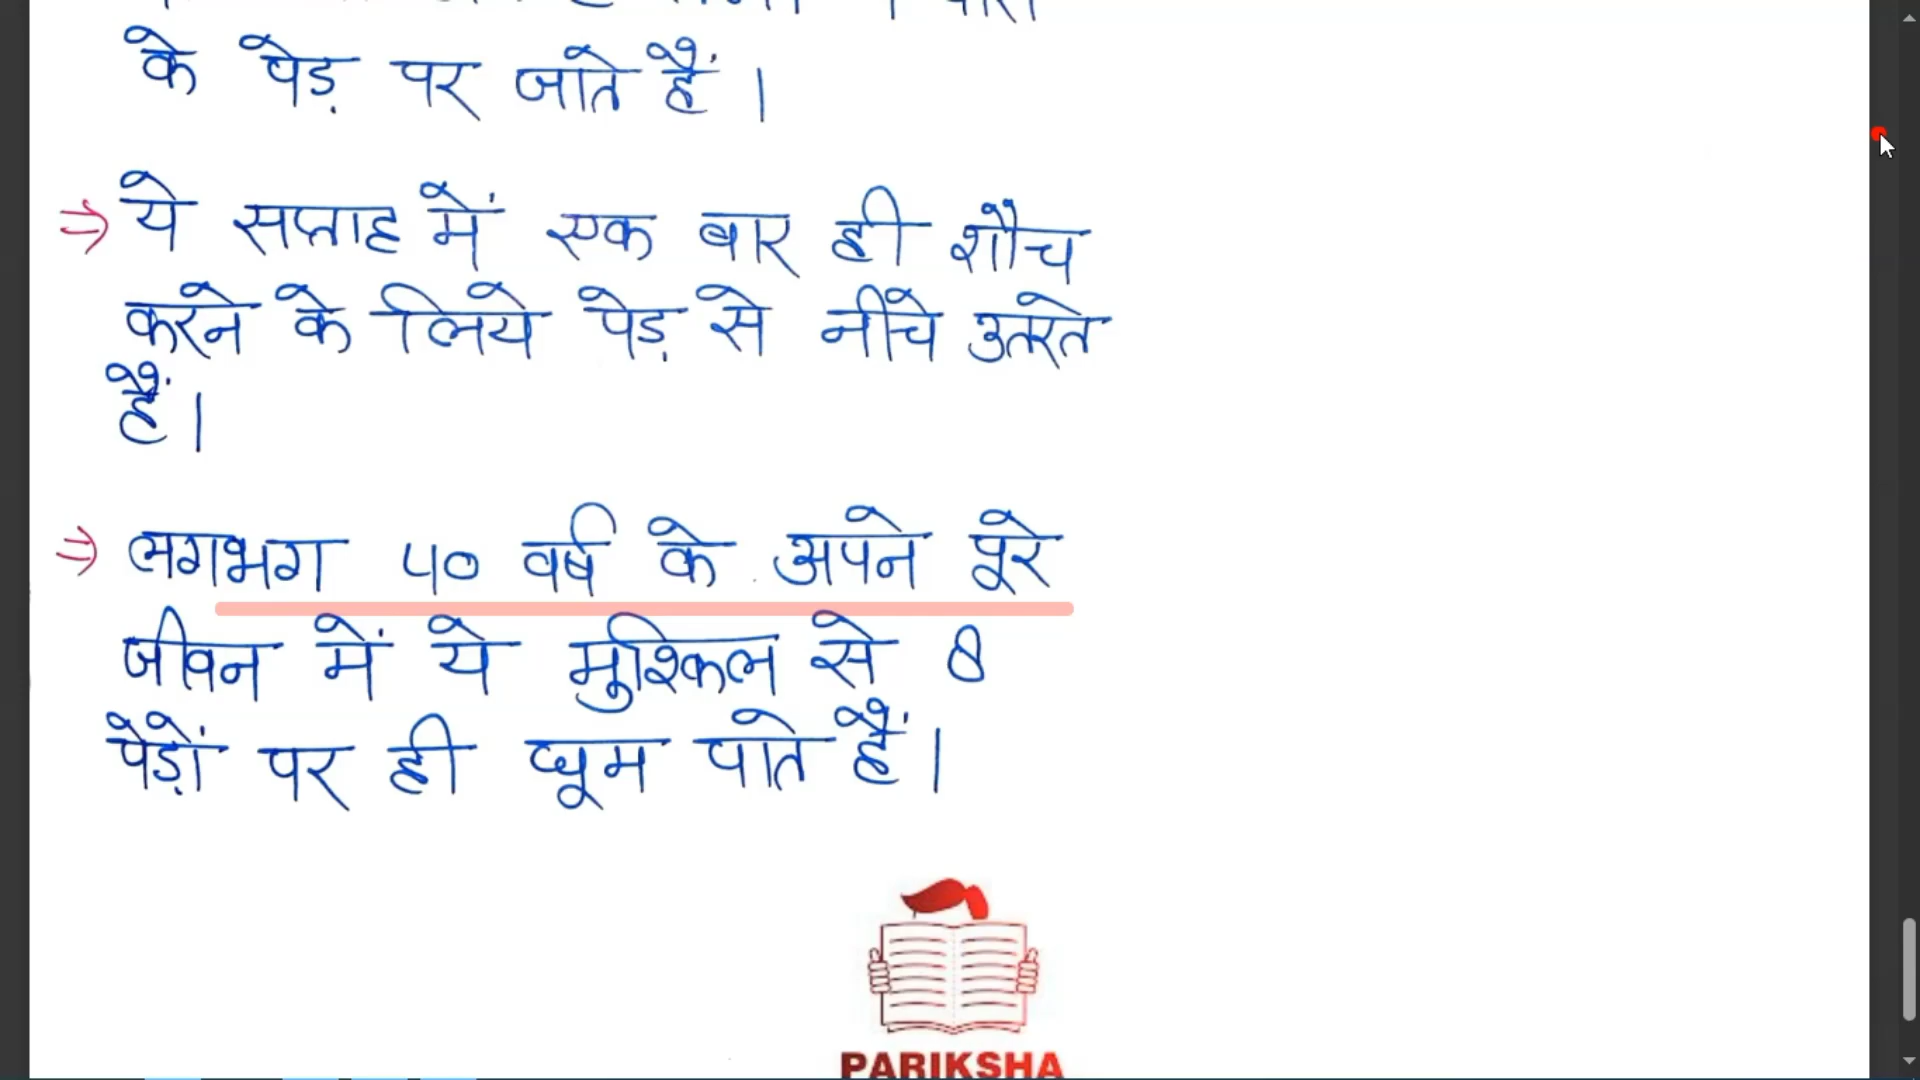 के पेड़ पर जाते हैं।
⇒ ये सप्ताह में एक बार ही शौच
करने के लिये पेड़ से नीचे उतरते
हैं।
⇒ लगभग 40 वर्ष के अपने पूरे
जीवन में ये मुश्किल से 8
पेड़ों पर ही घूम पाते हैं।
PARIKSHA